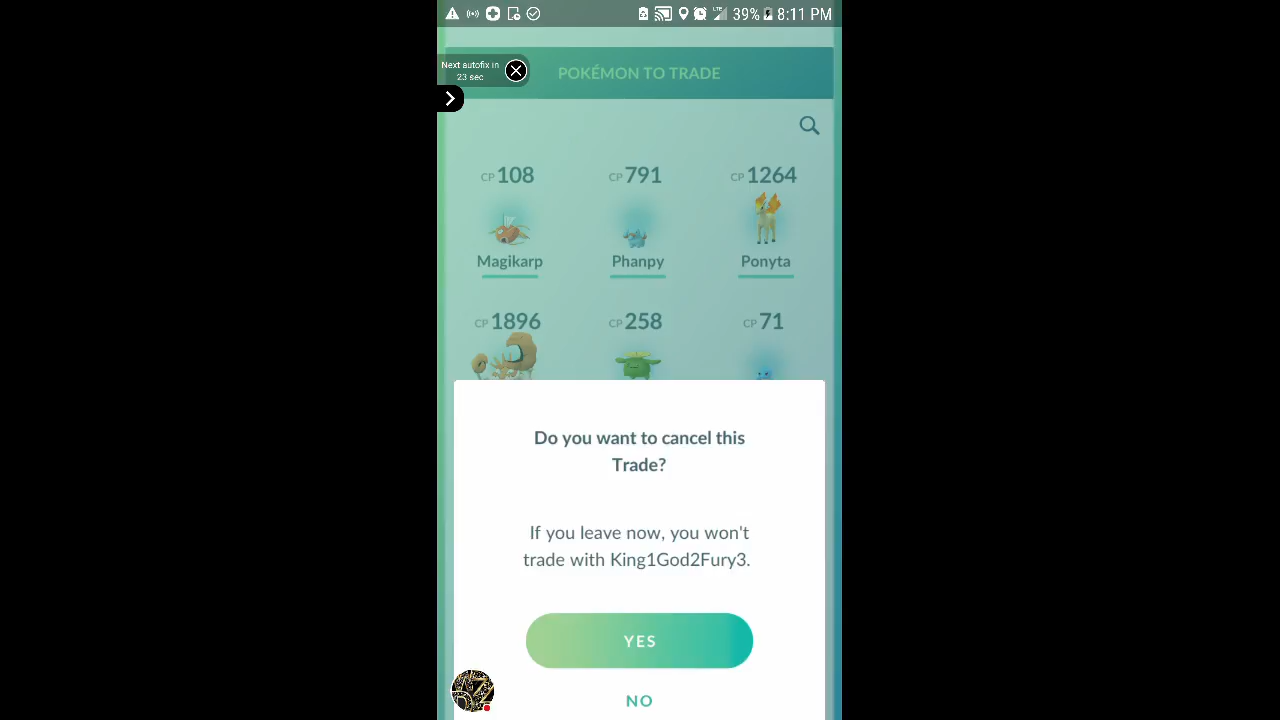 LTE 39% 8:11 PM
POKÉMON TO TRADE
Next autofix in
23 sec
CP 108 CP 791 CP 1264
Magikarp Phanpy Ponyta
CP 1896 CP 258 CP 71
Do you want to cancel this
Trade?
If you leave now, you won't
trade with King1God2Fury3.
YES
NO